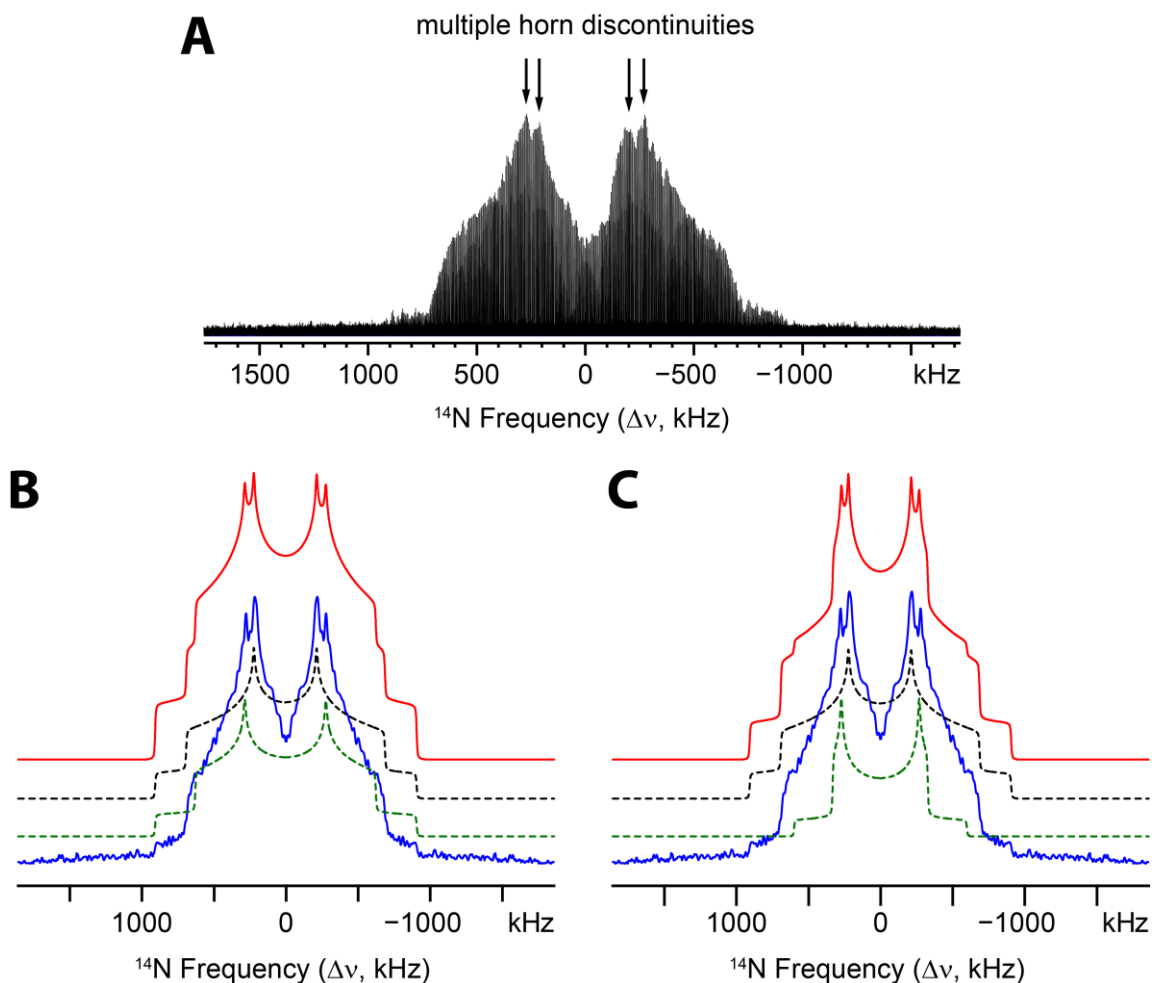 multiple horn discontinuities
A
1500 1000 500 0 −500 −1000 kHz
¹⁴N Frequency (Δν, kHz)
B
C
1000 0 −1000 kHz
1000 0 −1000 kHz
¹⁴N Frequency (Δν, kHz)
¹⁴N Frequency (Δν, kHz)